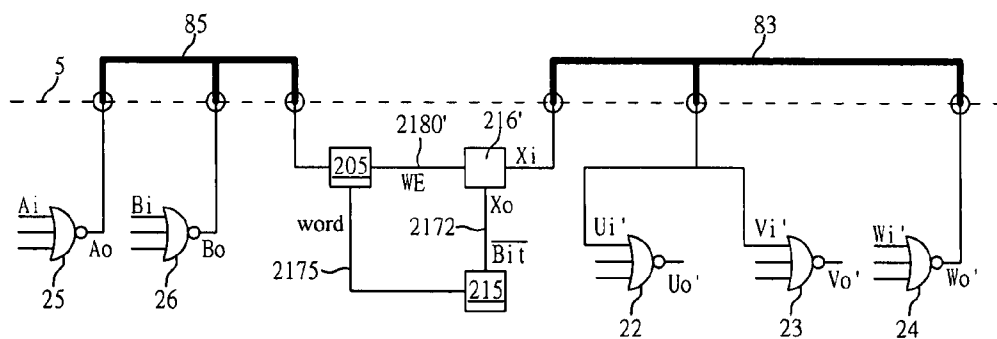 85
83
5
2180'
216'
205
WE
Xi
Xo
word
2172
Bit
2175
215
Ai
Ao
25
Bi
Bo
26
Ui'
Uo'
22
Vi'
Vo'
23
Wi'
Wo'
24